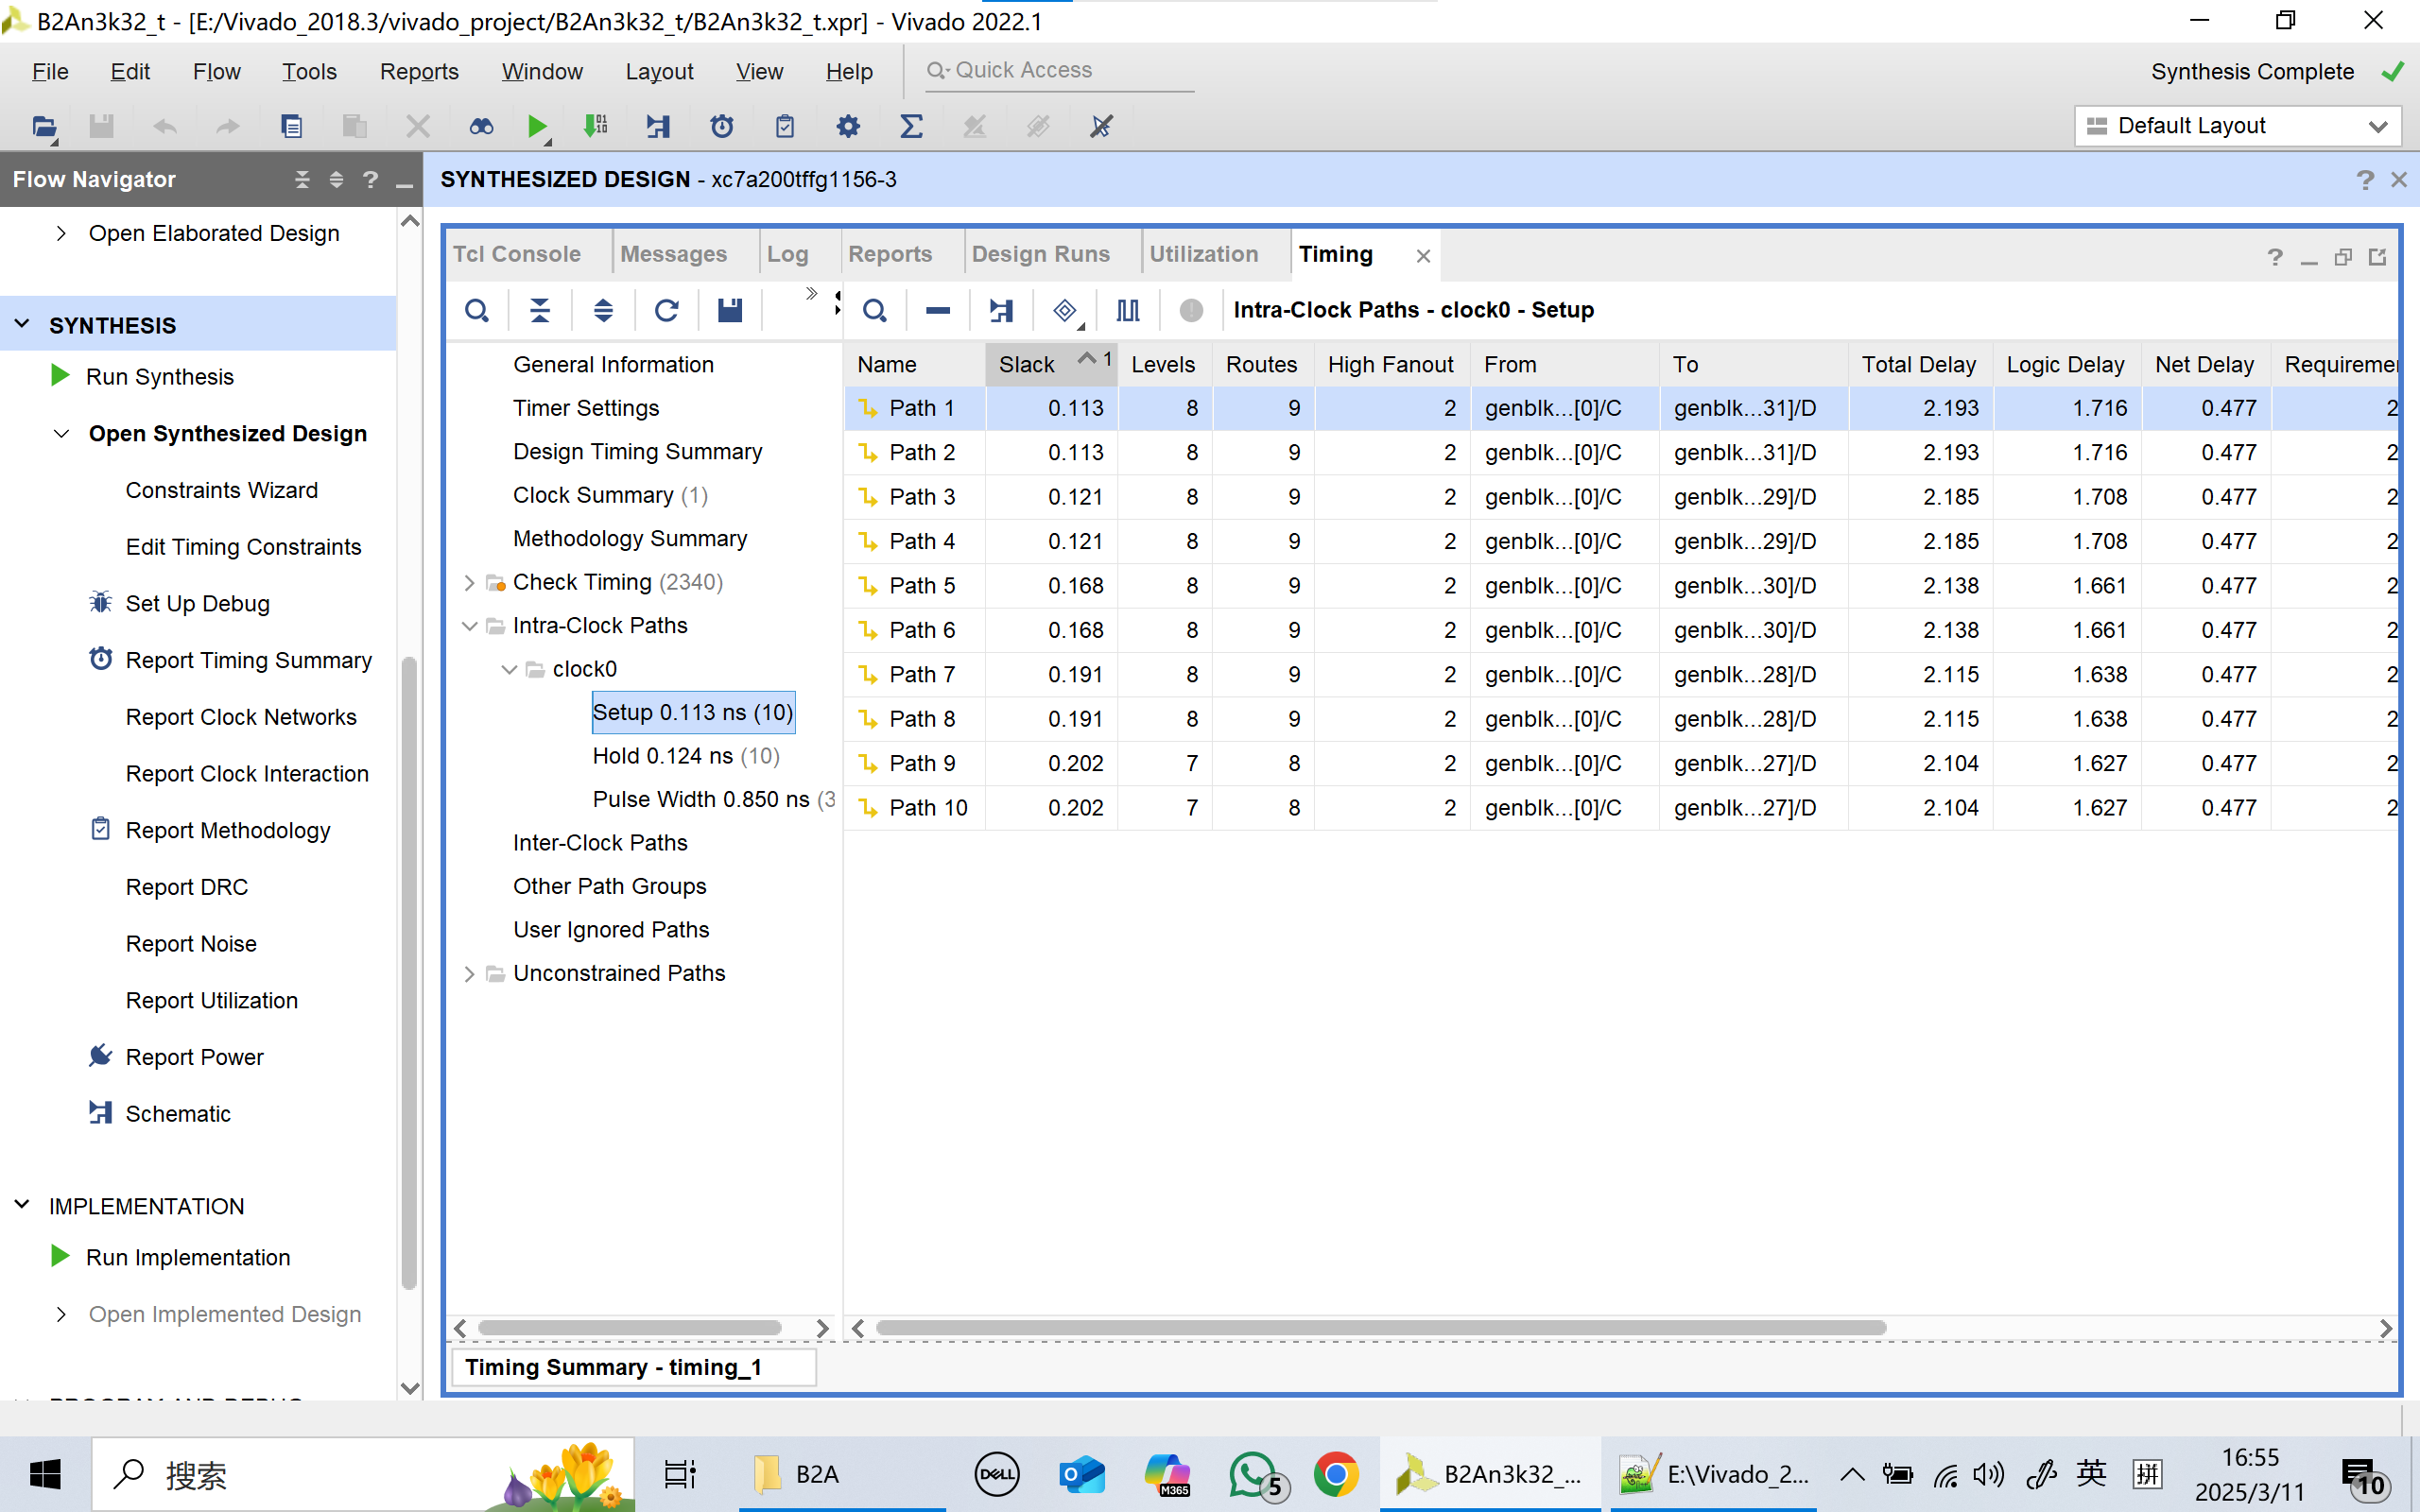 B2An3k32_t - [E:/Vivado_2018.3/vivado_project/B2An3k32_t/B2An3k32_t.xpr] - Vivado 2022.1
File Edit Flow Tools Reports Window Layout View Help Quick Access Synthesis Complete
Default Layout
Flow Navigator
SYNTHESIZED DESIGN - xc7a200tffg1156-3
Open Elaborated Design
SYNTHESIS
Run Synthesis
Open Synthesized Design
Constraints Wizard
Edit Timing Constraints
Set Up Debug
Report Timing Summary
Report Clock Networks
Report Clock Interaction
Report Methodology
Report DRC
Report Noise
Report Utilization
Report Power
Schematic
IMPLEMENTATION
Run Implementation
Open Implemented Design
Tcl Console Messages Log Reports Design Runs Utilization Timing
Intra-Clock Paths - clock0 - Setup
General Information
Timer Settings
Design Timing Summary
Clock Summary (1)
Methodology Summary
Check Timing (2340)
Intra-Clock Paths
clock0
Setup 0.113 ns (10)
Hold 0.124 ns (10)
Pulse Width 0.850 ns (3
Inter-Clock Paths
Other Path Groups
User Ignored Paths
Unconstrained Paths
Name Slack 1 Levels Routes High Fanout From To Total Delay Logic Delay Net Delay Requiremen
Path 1 0.113 8 9 2 genblk...[0]/C genblk...31]/D 2.193 1.716 0.477 2
Path 2 0.113 8 9 2 genblk...[0]/C genblk...31]/D 2.193 1.716 0.477 2
Path 3 0.121 8 9 2 genblk...[0]/C genblk...29]/D 2.185 1.708 0.477 2
Path 4 0.121 8 9 2 genblk...[0]/C genblk...29]/D 2.185 1.708 0.477 2
Path 5 0.168 8 9 2 genblk...[0]/C genblk...30]/D 2.138 1.661 0.477 2
Path 6 0.168 8 9 2 genblk...[0]/C genblk...30]/D 2.138 1.661 0.477 2
Path 7 0.191 8 9 2 genblk...[0]/C genblk...28]/D 2.115 1.638 0.477 2
Path 8 0.191 8 9 2 genblk...[0]/C genblk...28]/D 2.115 1.638 0.477 2
Path 9 0.202 7 8 2 genblk...[0]/C genblk...27]/D 2.104 1.627 0.477 2
Path 10 0.202 7 8 2 genblk...[0]/C genblk...27]/D 2.104 1.627 0.477 2
Timing Summary - timing_1
搜索 B2A DELL M365 5 B2An3k32_... E:\Vivado_2... 英 拼 16:55
2025/3/11 10